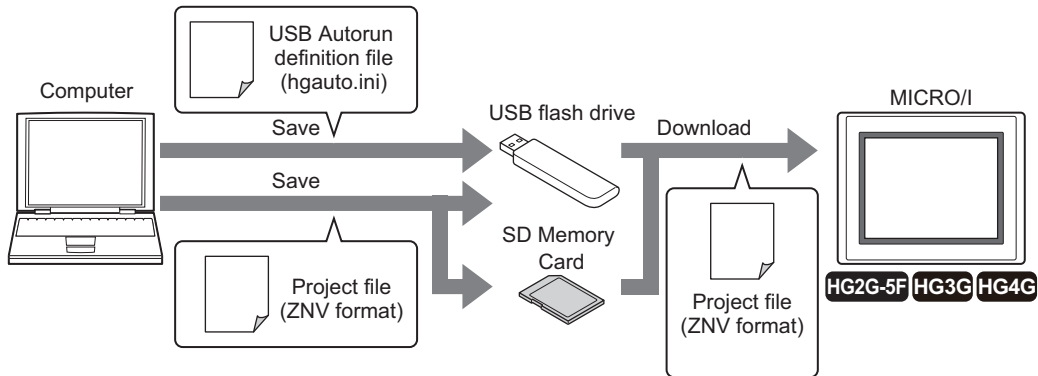 USB Autorun
definition file
(hgauto.ini)
Computer
Save
USB flash drive
Download
MICRO/I
Save
SD Memory
Card
Project file
(ZNV format)
Project file
(ZNV format)
HG2G-5F HG3G HG4G